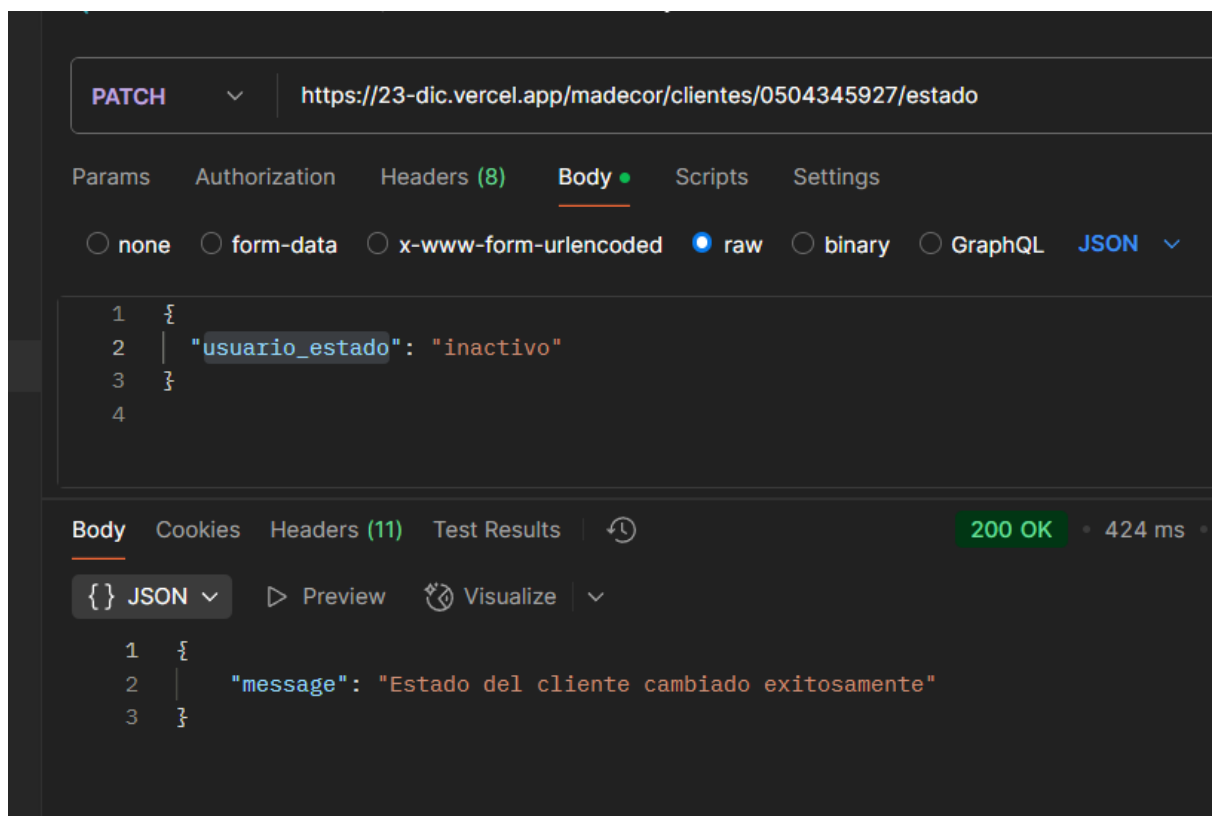 PATCH https://23-dic.vercel.app/madecor/clientes/0504345927/estado
Params Authorization Headers (8) Body Scripts Settings
none form-data x-www-form-urlencoded raw binary GraphQL JSON
1 {
2 "usuario_estado": "inactivo"
3 }
4
Body Cookies Headers (11) Test Results 200 OK • 424 ms •
{} JSON Preview Visualize
1 {
2 "message": "Estado del cliente cambiado exitosamente"
3 }